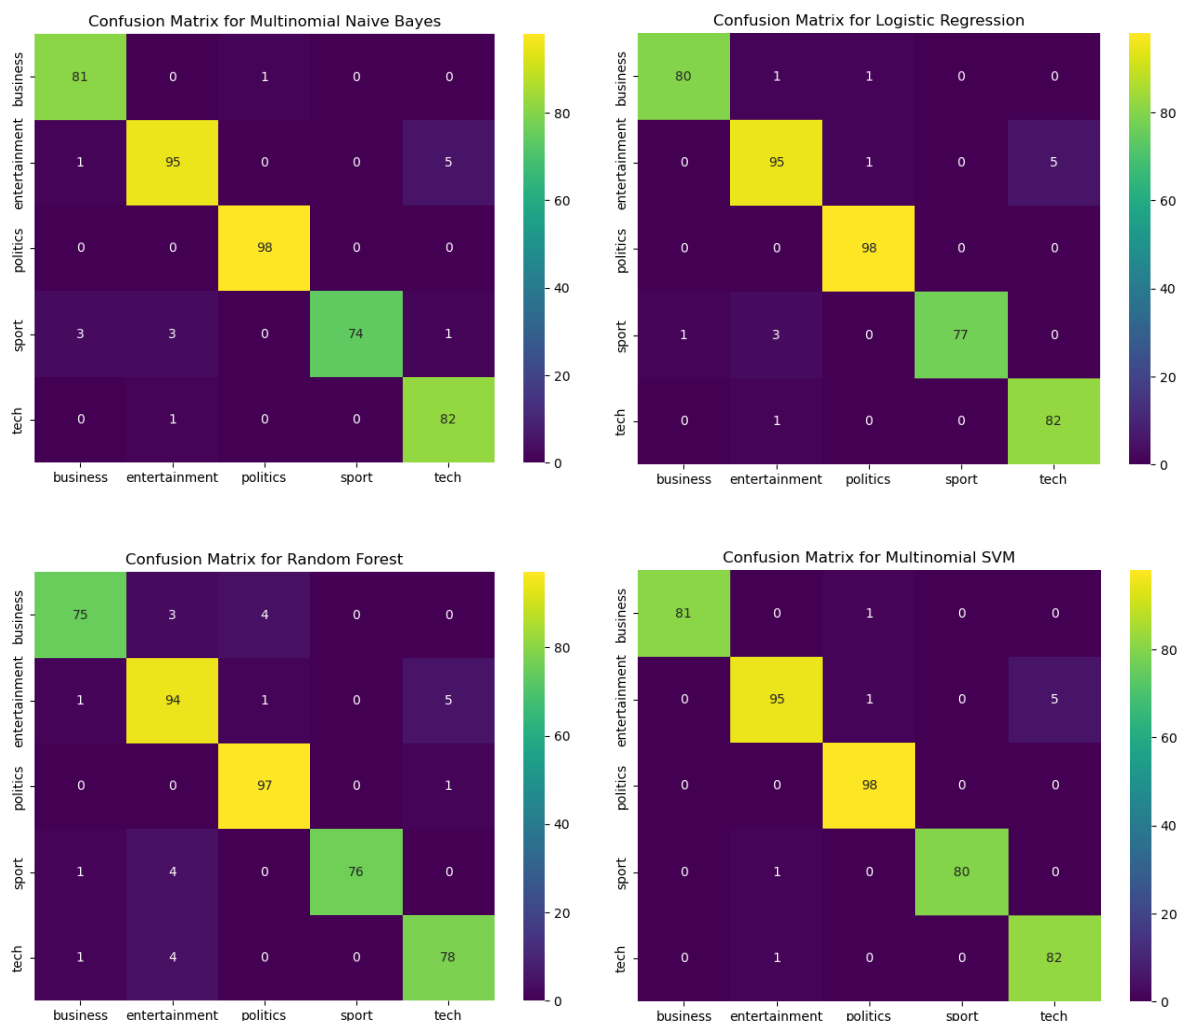 Confusion Matrix for Multinomial Naive Bayes
business 81 0 1 0 0
entertainment 1 95 0 0 5
politics 0 0 98 0 0
sport 3 3 0 74 1
tech 0 1 0 0 82
business entertainment politics sport tech
80
60
40
20
0
Confusion Matrix for Logistic Regression
business 80 1 1 0 0
entertainment 0 95 1 0 5
politics 0 0 98 0 0
sport 1 3 0 77 0
tech 0 1 0 0 82
business entertainment politics sport tech
80
60
40
20
0
Confusion Matrix for Random Forest
business 75 3 4 0 0
entertainment 1 94 1 0 5
politics 0 0 97 0 1
sport 1 4 0 76 0
tech 1 4 0 0 78
business entertainment politics sport tech
80
60
40
20
0
Confusion Matrix for Multinomial SVM
business 81 0 1 0 0
entertainment 0 95 1 0 5
politics 0 0 98 0 0
sport 0 1 0 80 0
tech 0 1 0 0 82
business entertainment politics sport tech
80
60
40
20
0